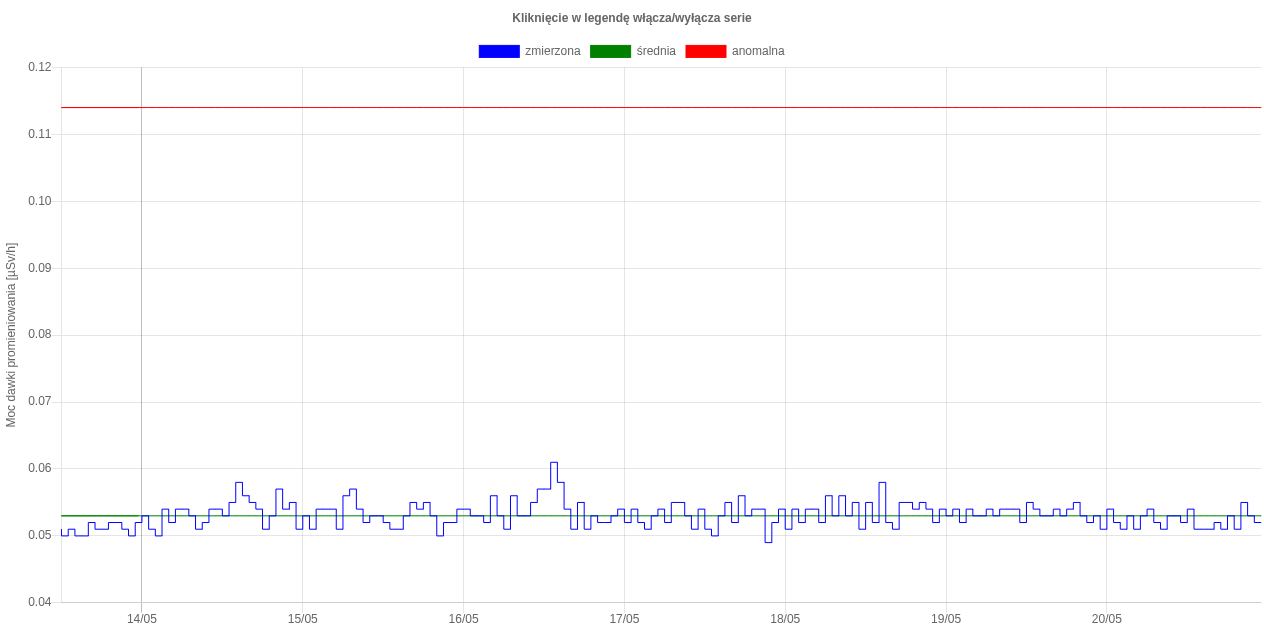 Kliknięcie w legendę włącza/wyłącza serie
zmierzona średnia anomalna
Moc dawki promieniowania [µSv/h]
0.12
0.11
0.10
0.09
0.08
0.07
0.06
0.05
0.04
14/05 15/05 16/05 17/05 18/05 19/05 20/05